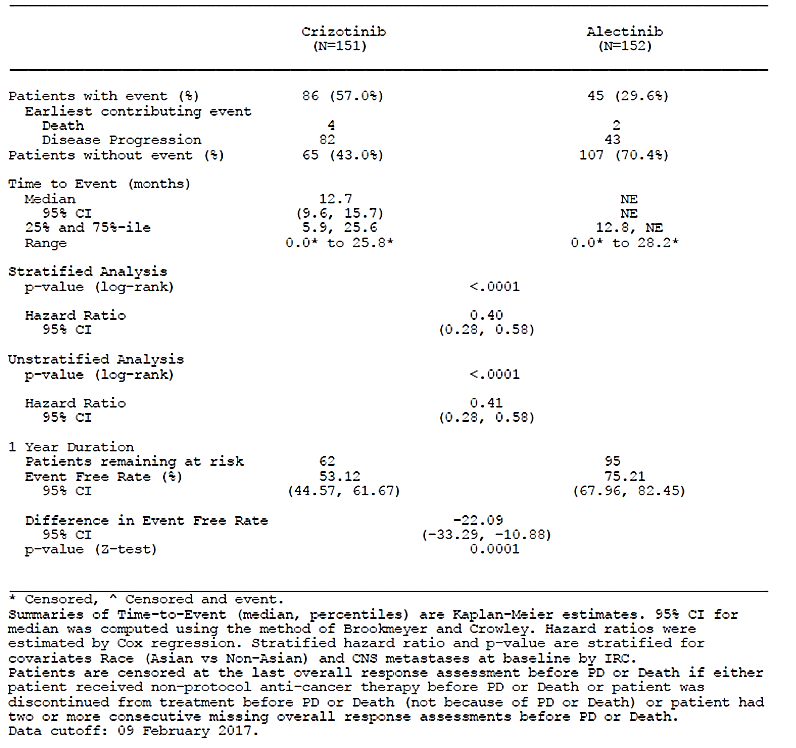 Crizotinib Alectinib
(N=151) (N=152)
Patients with event (%) 86 (57.0%) 45 (29.6%)
Earliest contributing event
Death 4 2
Disease Progression 82 43
Patients without event (%) 65 (43.0%) 107 (70.4%)
Time to Event (months)
Median 12.7 NE
95% CI (9.6, 15.7) NE
25% and 75%-ile 5.9, 25.6 12.8, NE
Range 0.0* to 25.8* 0.0* to 28.2*
Stratified Analysis
p-value (log-rank) <.0001
Hazard Ratio 0.40
95% CI (0.28, 0.58)
Unstratified Analysis
p-value (log-rank) <.0001
Hazard Ratio 0.41
95% CI (0.28, 0.58)
1 Year Duration
Patients remaining at risk 62 95
Event Free Rate (%) 53.12 75.21
95% CI (44.57, 61.67) (67.96, 82.45)
Difference in Event Free Rate -22.09
95% CI (-33.29, -10.88)
p-value (Z-test) 0.0001
* Censored, ^ Censored and event.
Summaries of Time-to-Event (median, percentiles) are Kaplan-Meier estimates. 95% CI for
median was computed using the method of Brookmeyer and Crowley. Hazard ratios were
estimated by Cox regression. Stratified hazard ratio and p-value are stratified for
covariates Race (Asian vs Non-Asian) and CNS metastases at baseline by IRC.
Patients are censored at the last overall response assessment before PD or Death if either
patient received non-protocol anti-cancer therapy before PD or Death or patient was
discontinued from treatment before PD or Death (not because of PD or Death) or patient had
two or more consecutive missing overall response assessments before PD or Death.
Data cutoff: 09 February 2017.